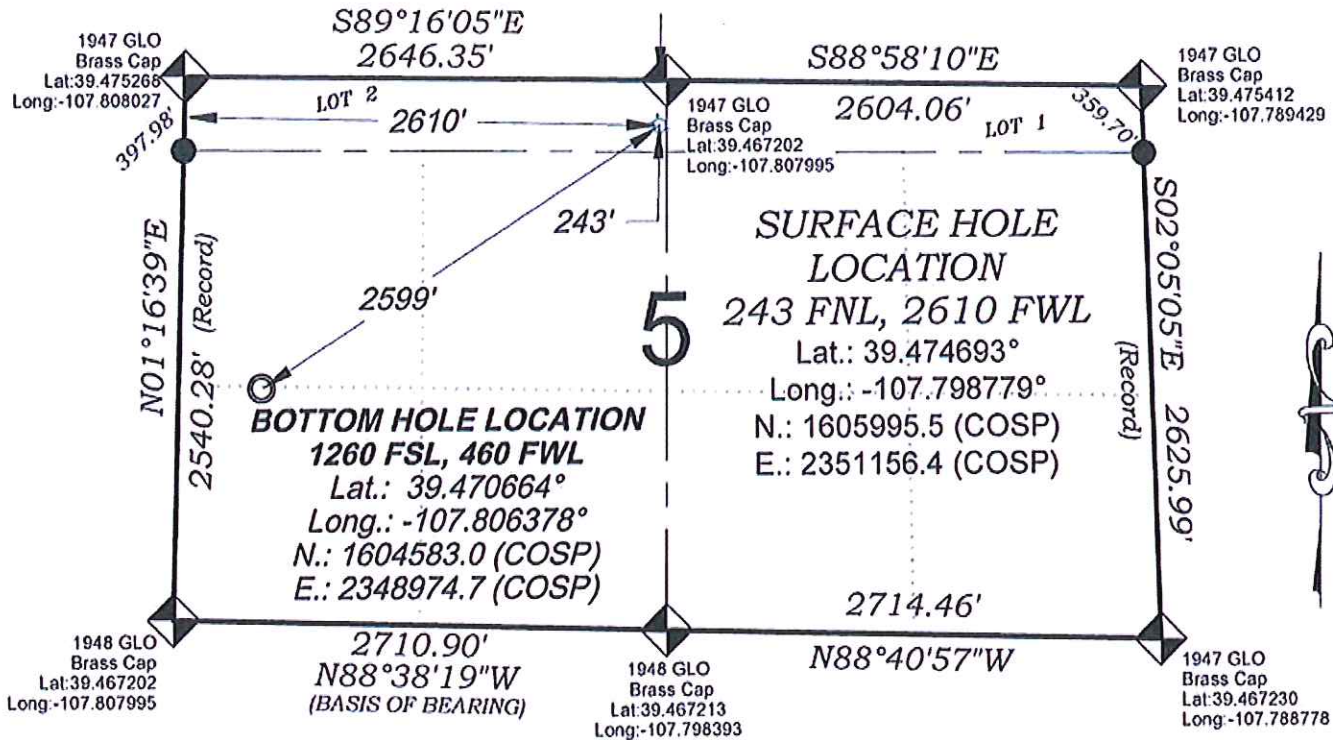 S89°16'05"E
2646.35'
S88°58'10"E
2604.06'
1947 GLO
Brass Cap
Lat:39.475268
Long:-107.808027
1947 GLO
Brass Cap
Lat:39.475412
Long:-107.789429
LOT 2
2610'
1947 GLO
Brass Cap
Lat:39.467202
Long:-107.807995
LOT 1
359.70'
397.98'
243'
2599'
5
SURFACE HOLE
LOCATION
243 FNL, 2610 FWL
Lat.: 39.474693°
Long.: -107.798779°
N.: 1605995.5 (COSP)
E.: 2351156.4 (COSP)
N01°16'39"E
2540.28' (Record)
S02°05'05"E 2625.99'
(Record)
BOTTOM HOLE LOCATION
1260 FSL, 460 FWL
Lat.: 39.470664°
Long.: -107.806378°
N.: 1604583.0 (COSP)
E.: 2348974.7 (COSP)
1948 GLO
Brass Cap
Lat:39.467202
Long:-107.807995
2710.90'
N88°38'19"W
(BASIS OF BEARING)
1948 GLO
Brass Cap
Lat:39.467213
Long:-107.798393
2714.46'
N88°40'57"W
1947 GLO
Brass Cap
Lat:39.467230
Long:-107.788778